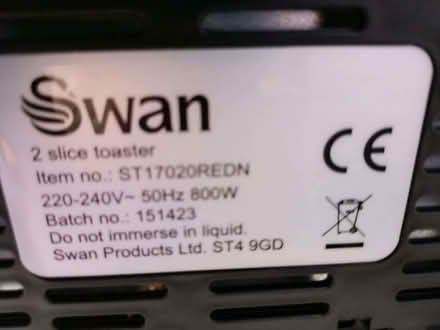 Swan
2 slice toaster
Item no.: ST17020REDN
220-240V~ 50Hz 800W
Batch no.: 151423
Do not immerse in liquid.
Swan Products Ltd. ST4 9GD
CE